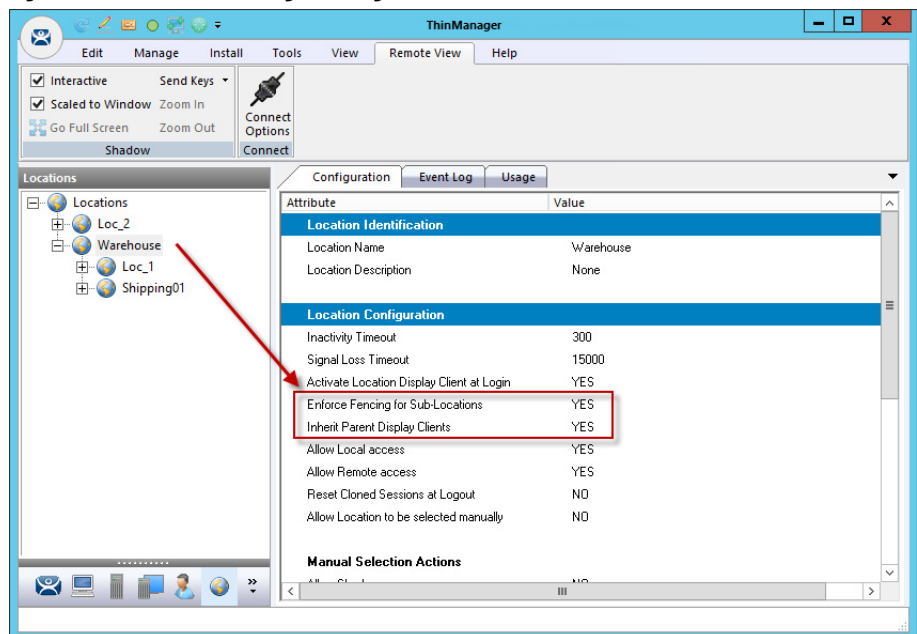 ThinManager
Edit Manage Install Tools View Remote View Help
Interactive Send Keys
Scaled to Window Zoom In
Go Full Screen Zoom Out
Connect Options
Shadow Connect
Locations
Configuration Event Log Usage
Locations
Loc_2
Warehouse
Loc_1
Shipping01
Attribute Value
Location Identification
Location Name Warehouse
Location Description None
Location Configuration
Inactivity Timeout 300
Signal Loss Timeout 15000
Activate Location Display Client at Login YES
Enforce Fencing for Sub-Locations YES
Inherit Parent Display Clients YES
Allow Local access YES
Allow Remote access YES
Reset Cloned Sessions at Logout NO
Allow Location to be selected manually NO
Manual Selection Actions